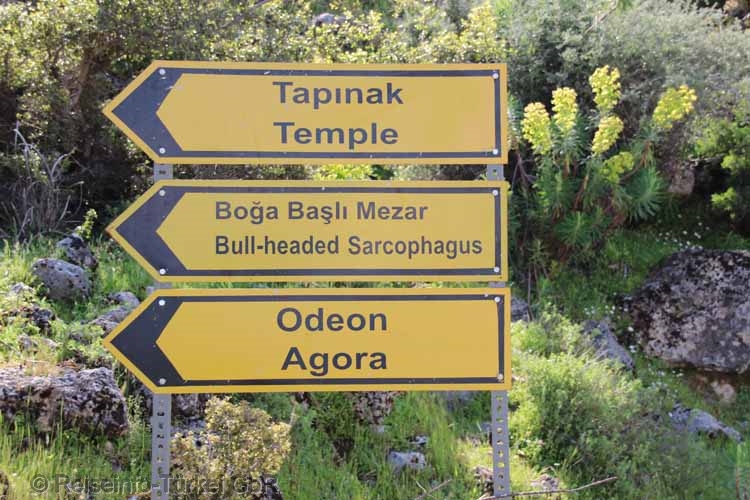 Tapınak
Temple
Boğa Başlı Mezar
Bull-headed Sarcophagus
Odeon
Agora
© Reiseinfo-Türkei GbR